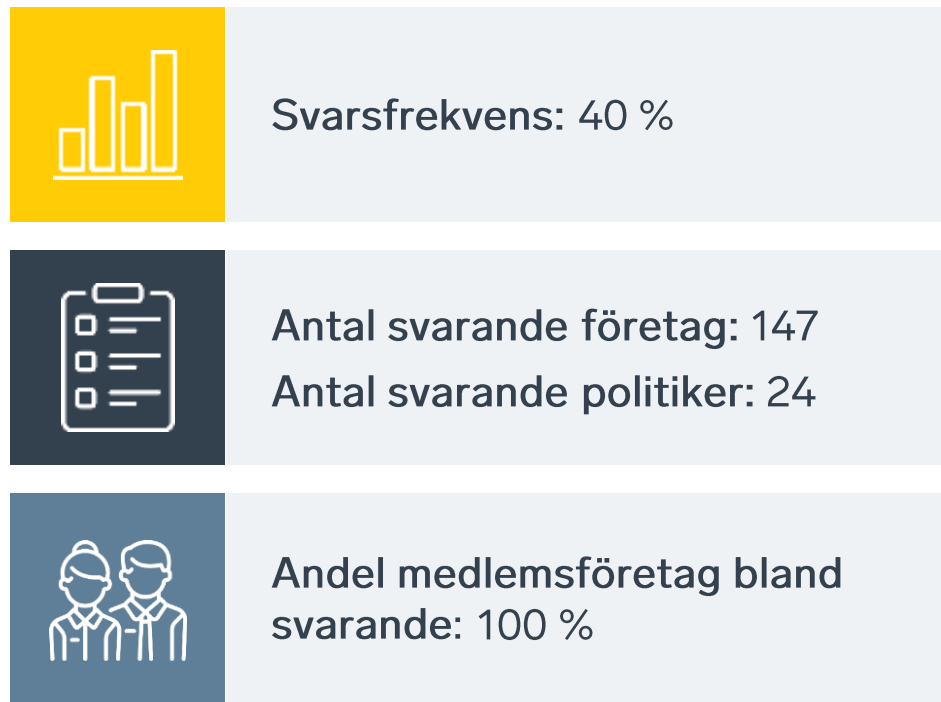 Svarsfrekvens: 40 %
Antal svarande företag: 147
Antal svarande politiker: 24
Andel medlemsföretag bland
svarande: 100 %